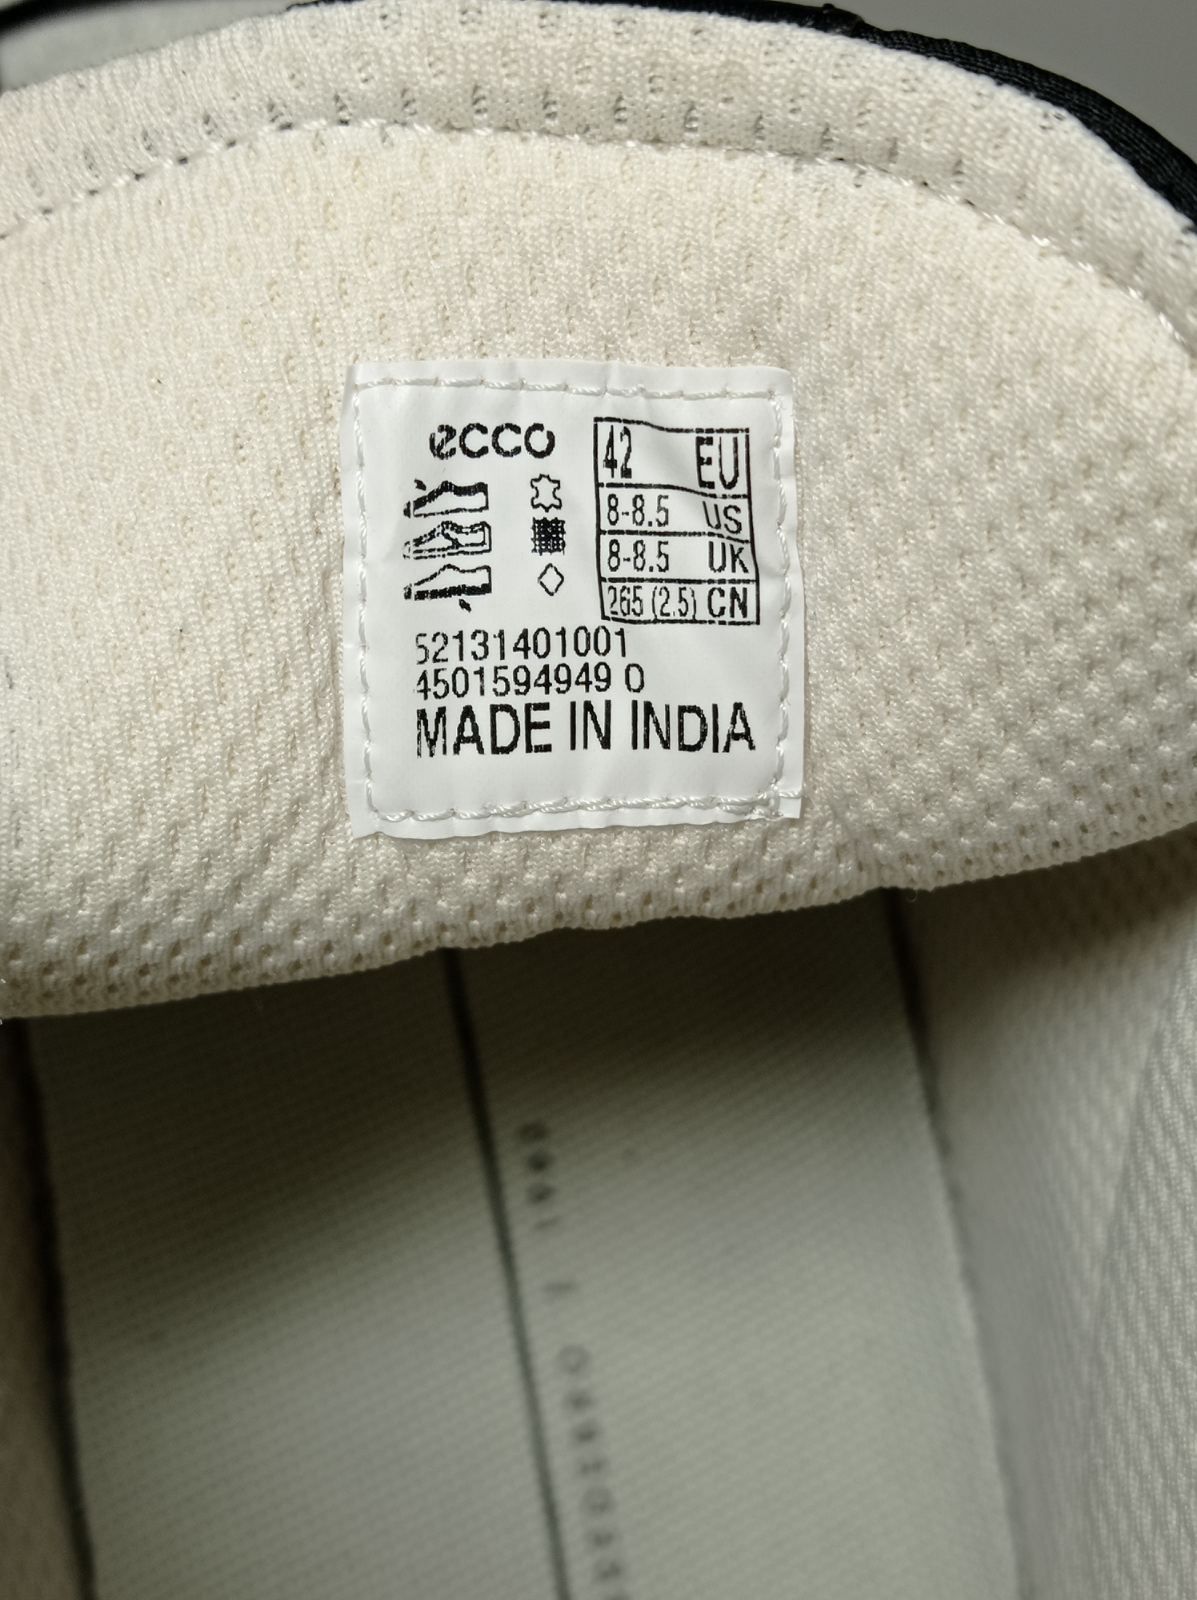 ecco
42 EU
8-8.5 US
8-8.5 UK
265 (2.5) CN
52131401001
4501594949 0
MADE IN INDIA